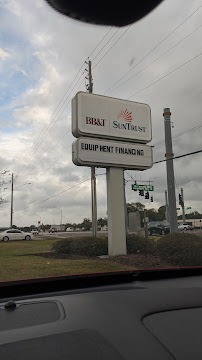 BB&T SUNTRUST
EQUIPMENT FINANCING